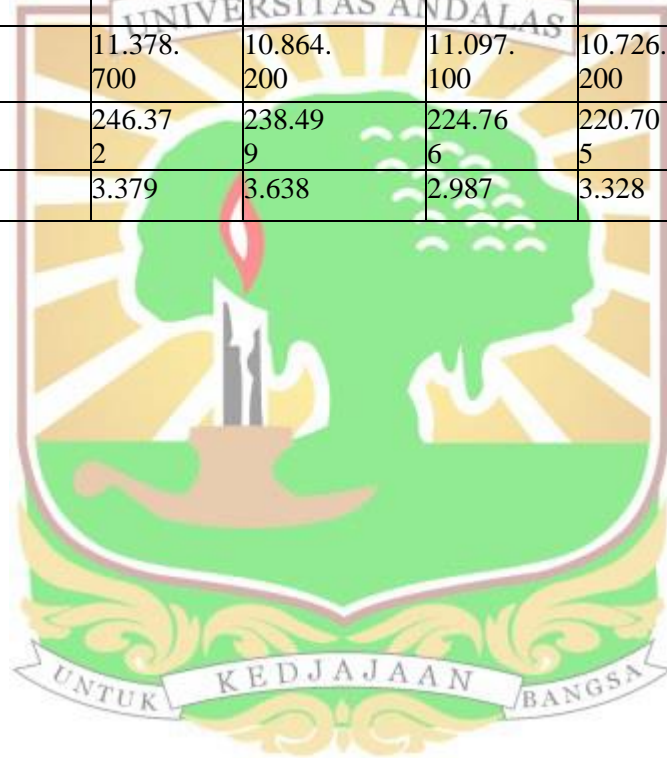 UNIVERSITAS ANDALAS
11.378. 10.864. 11.097. 10.726.
700 200 100 200
246.37 238.49 224.76 220.70
2 9 6 5
3.379 3.638 2.987 3.328
UNTUK KEDJAJAAN BANGSA